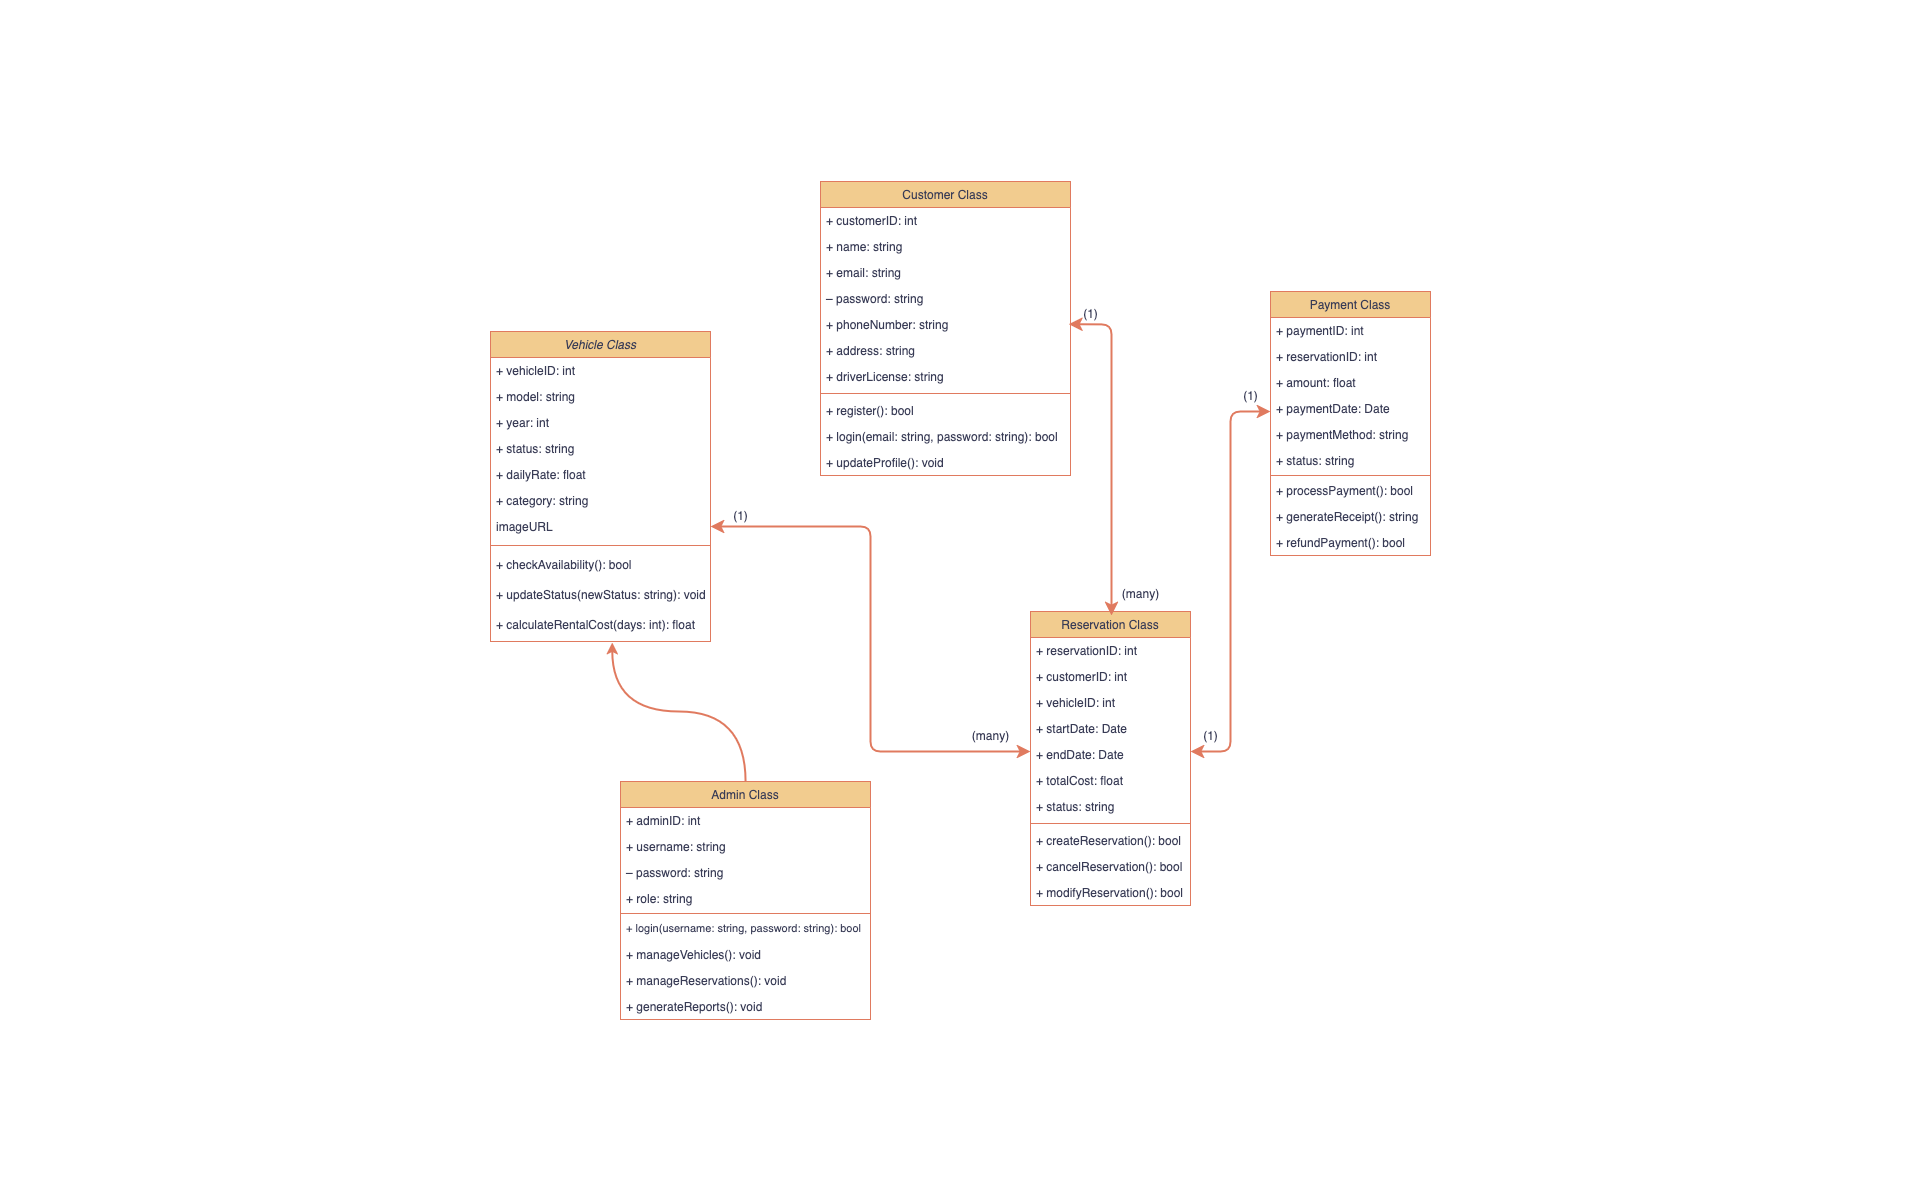 Customer Class
+ customerID: int
+ name: string
+ email: string
– password: string
+ phoneNumber: string
+ address: string
+ driverLicense: string
+ register(): bool
+ login(email: string, password: string): bool
+ updateProfile(): void
(1)
(many)
Payment Class
+ paymentID: int
+ reservationID: int
+ amount: float
+ paymentDate: Date
+ paymentMethod: string
+ status: string
+ processPayment(): bool
+ generateReceipt(): string
+ refundPayment(): bool
(1)
(1)
Vehicle Class
+ vehicleID: int
+ model: string
+ year: int
+ status: string
+ dailyRate: float
+ category: string
imageURL
+ checkAvailability(): bool
+ updateStatus(newStatus: string): void
+ calculateRentalCost(days: int): float
(1)
(many)
Reservation Class
+ reservationID: int
+ customerID: int
+ vehicleID: int
+ startDate: Date
+ endDate: Date
+ totalCost: float
+ status: string
+ createReservation(): bool
+ cancelReservation(): bool
+ modifyReservation(): bool
Admin Class
+ adminID: int
+ username: string
– password: string
+ role: string
+ login(username: string, password: string): bool
+ manageVehicles(): void
+ manageReservations(): void
+ generateReports(): void